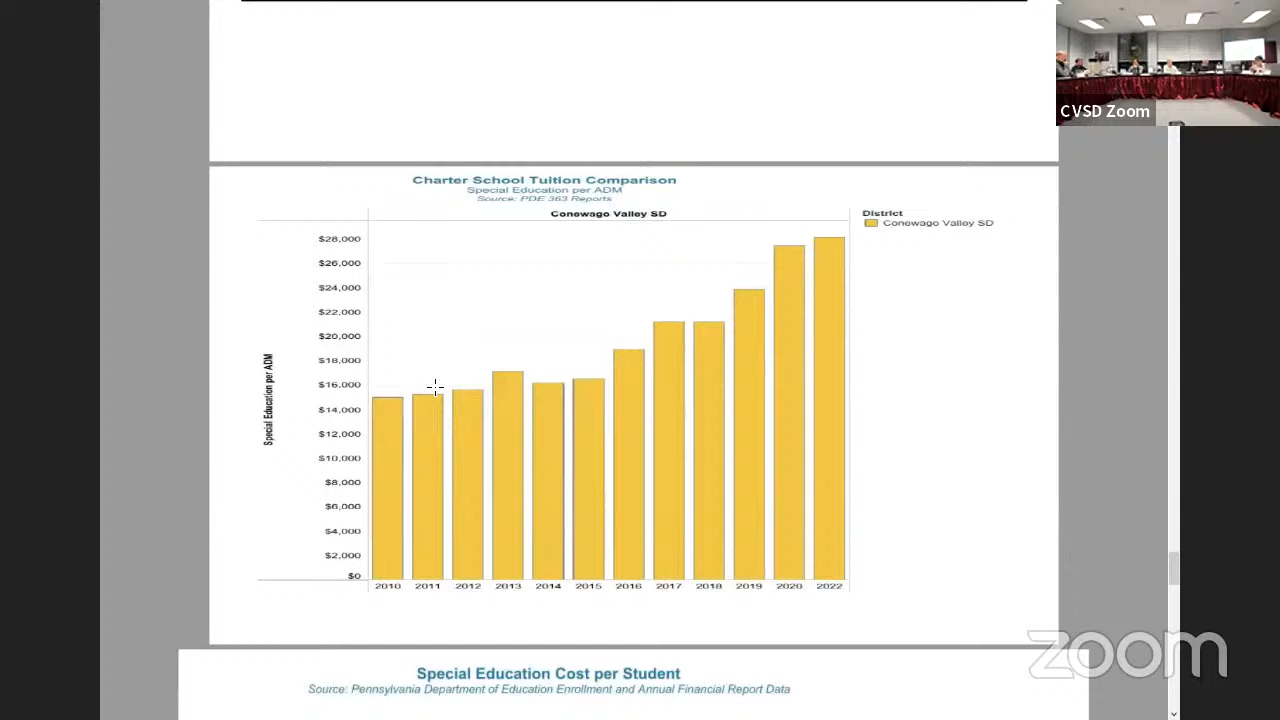 CVSD Zoom
Charter School Tuition Comparison
Special Education per ADM
Source: PDE 363 Reports
Conewago Valley SD
District
Conewago Valley SD
$28,000
$26,000
$24,000
$22,000
$20,000
$18,000
$16,000
$14,000
$12,000
$10,000
$8,000
$6,000
$4,000
$2,000
$0
Special Education per ADM
2010 2011 2012 2013 2014 2015 2016 2017 2018 2019 2020 2022
zoom
Special Education Cost per Student
Source: Pennsylvania Department of Education Enrollment and Annual Financial Report Data